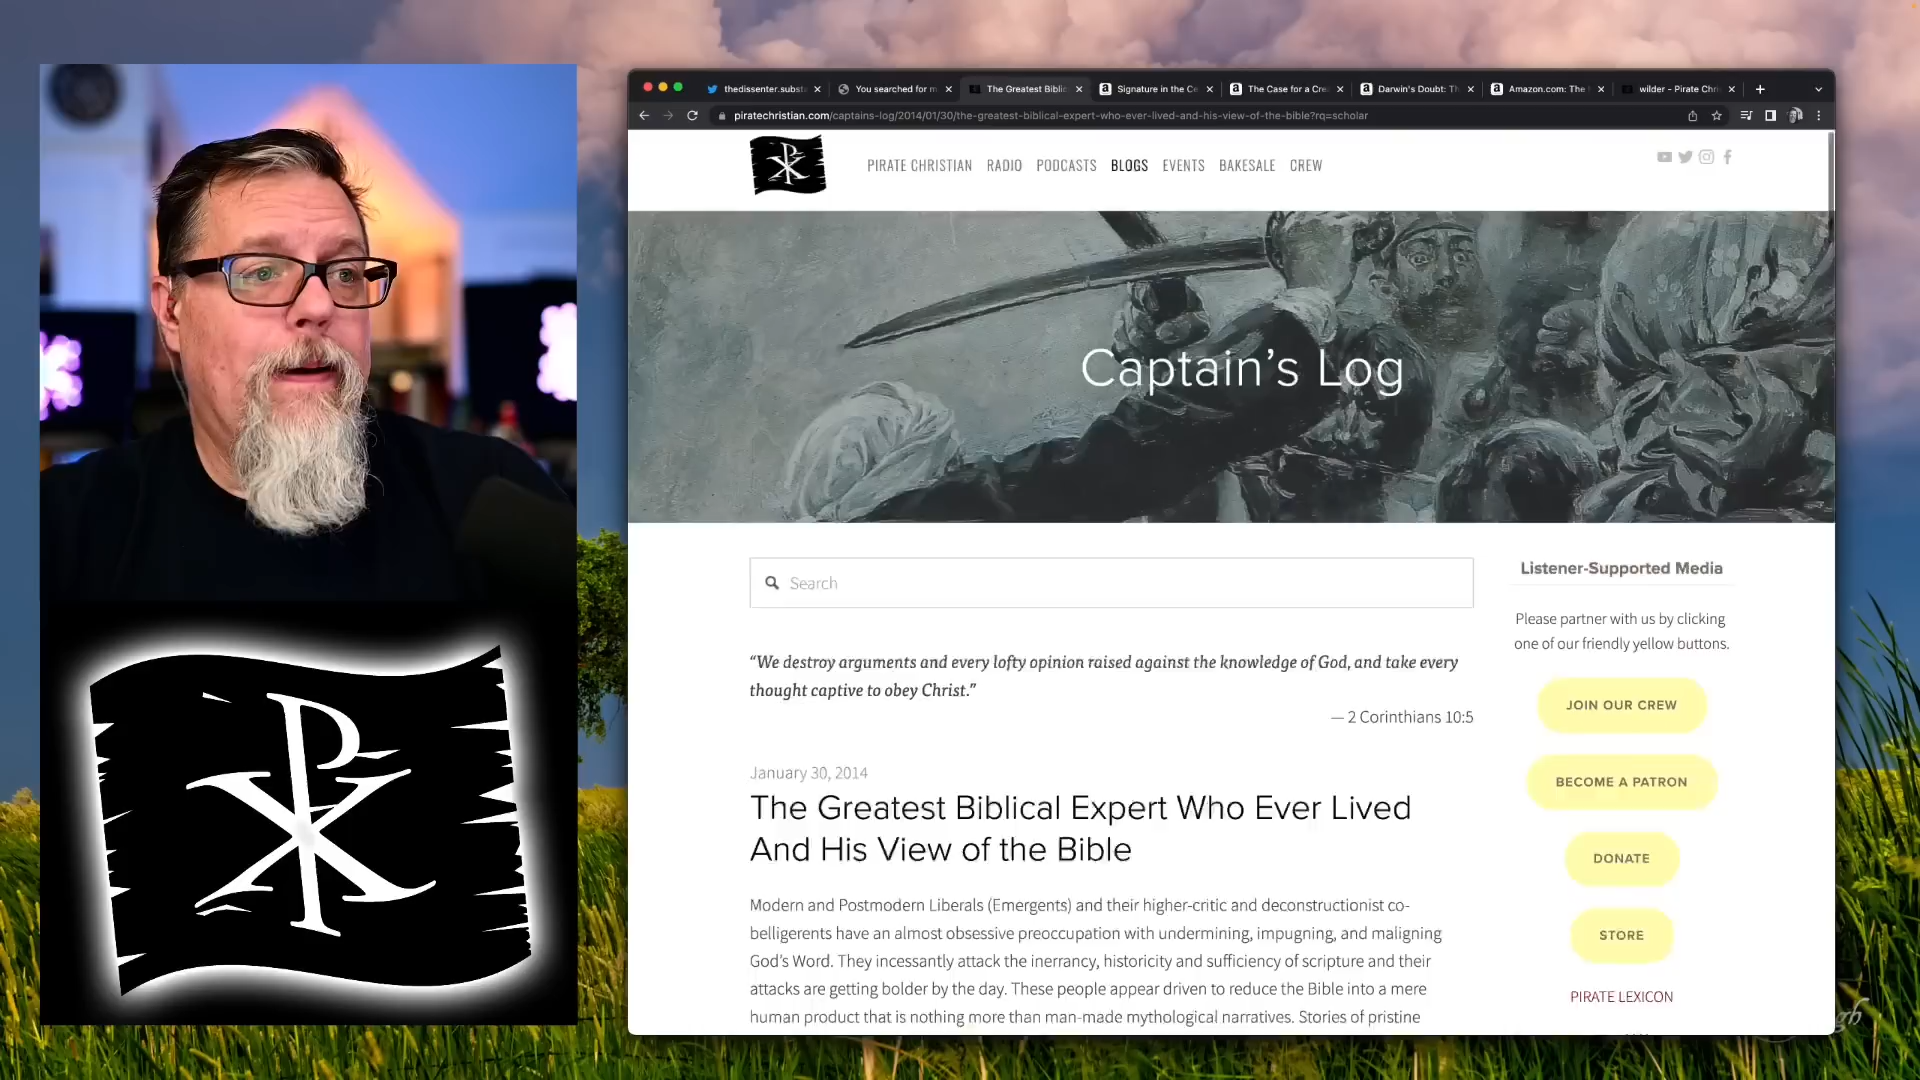 thedissenter.subst
You searched for m
The Greatest Biblic
Signature in the Ce
The Case for a Crea
Darwin's Doubt: Th
Amazon.com: The
wilder - Pirate Chri
piratechristian.com/captains-log/2014/01/30/the-greatest-biblical-expert-who-ever-lived-and-his-view-of-the-bible?rq=scholar
PIRATE CHRISTIAN RADIO PODCASTS BLOGS EVENTS BAKESALE CREW
Captain's Log
Search
“We destroy arguments and every lofty opinion raised against the knowledge of God, and take every
thought captive to obey Christ.”
— 2 Corinthians 10:5
January 30, 2014
The Greatest Biblical Expert Who Ever Lived
And His View of the Bible
Modern and Postmodern Liberals (Emergents) and their higher-critic and deconstructionist co-
belligerents have an almost obsessive preoccupation with undermining, impugning, and maligning
God's Word. They incessantly attack the inerrancy, historicity and sufficiency of scripture and their
attacks are getting bolder by the day. These people appear driven to reduce the Bible into a mere
human product that is nothing more than man-made mythological narratives. Stories of pristine
Listener-Supported Media
Please partner with us by clicking
one of our friendly yellow buttons.
JOIN OUR CREW
BECOME A PATRON
DONATE
STORE
PIRATE LEXICON